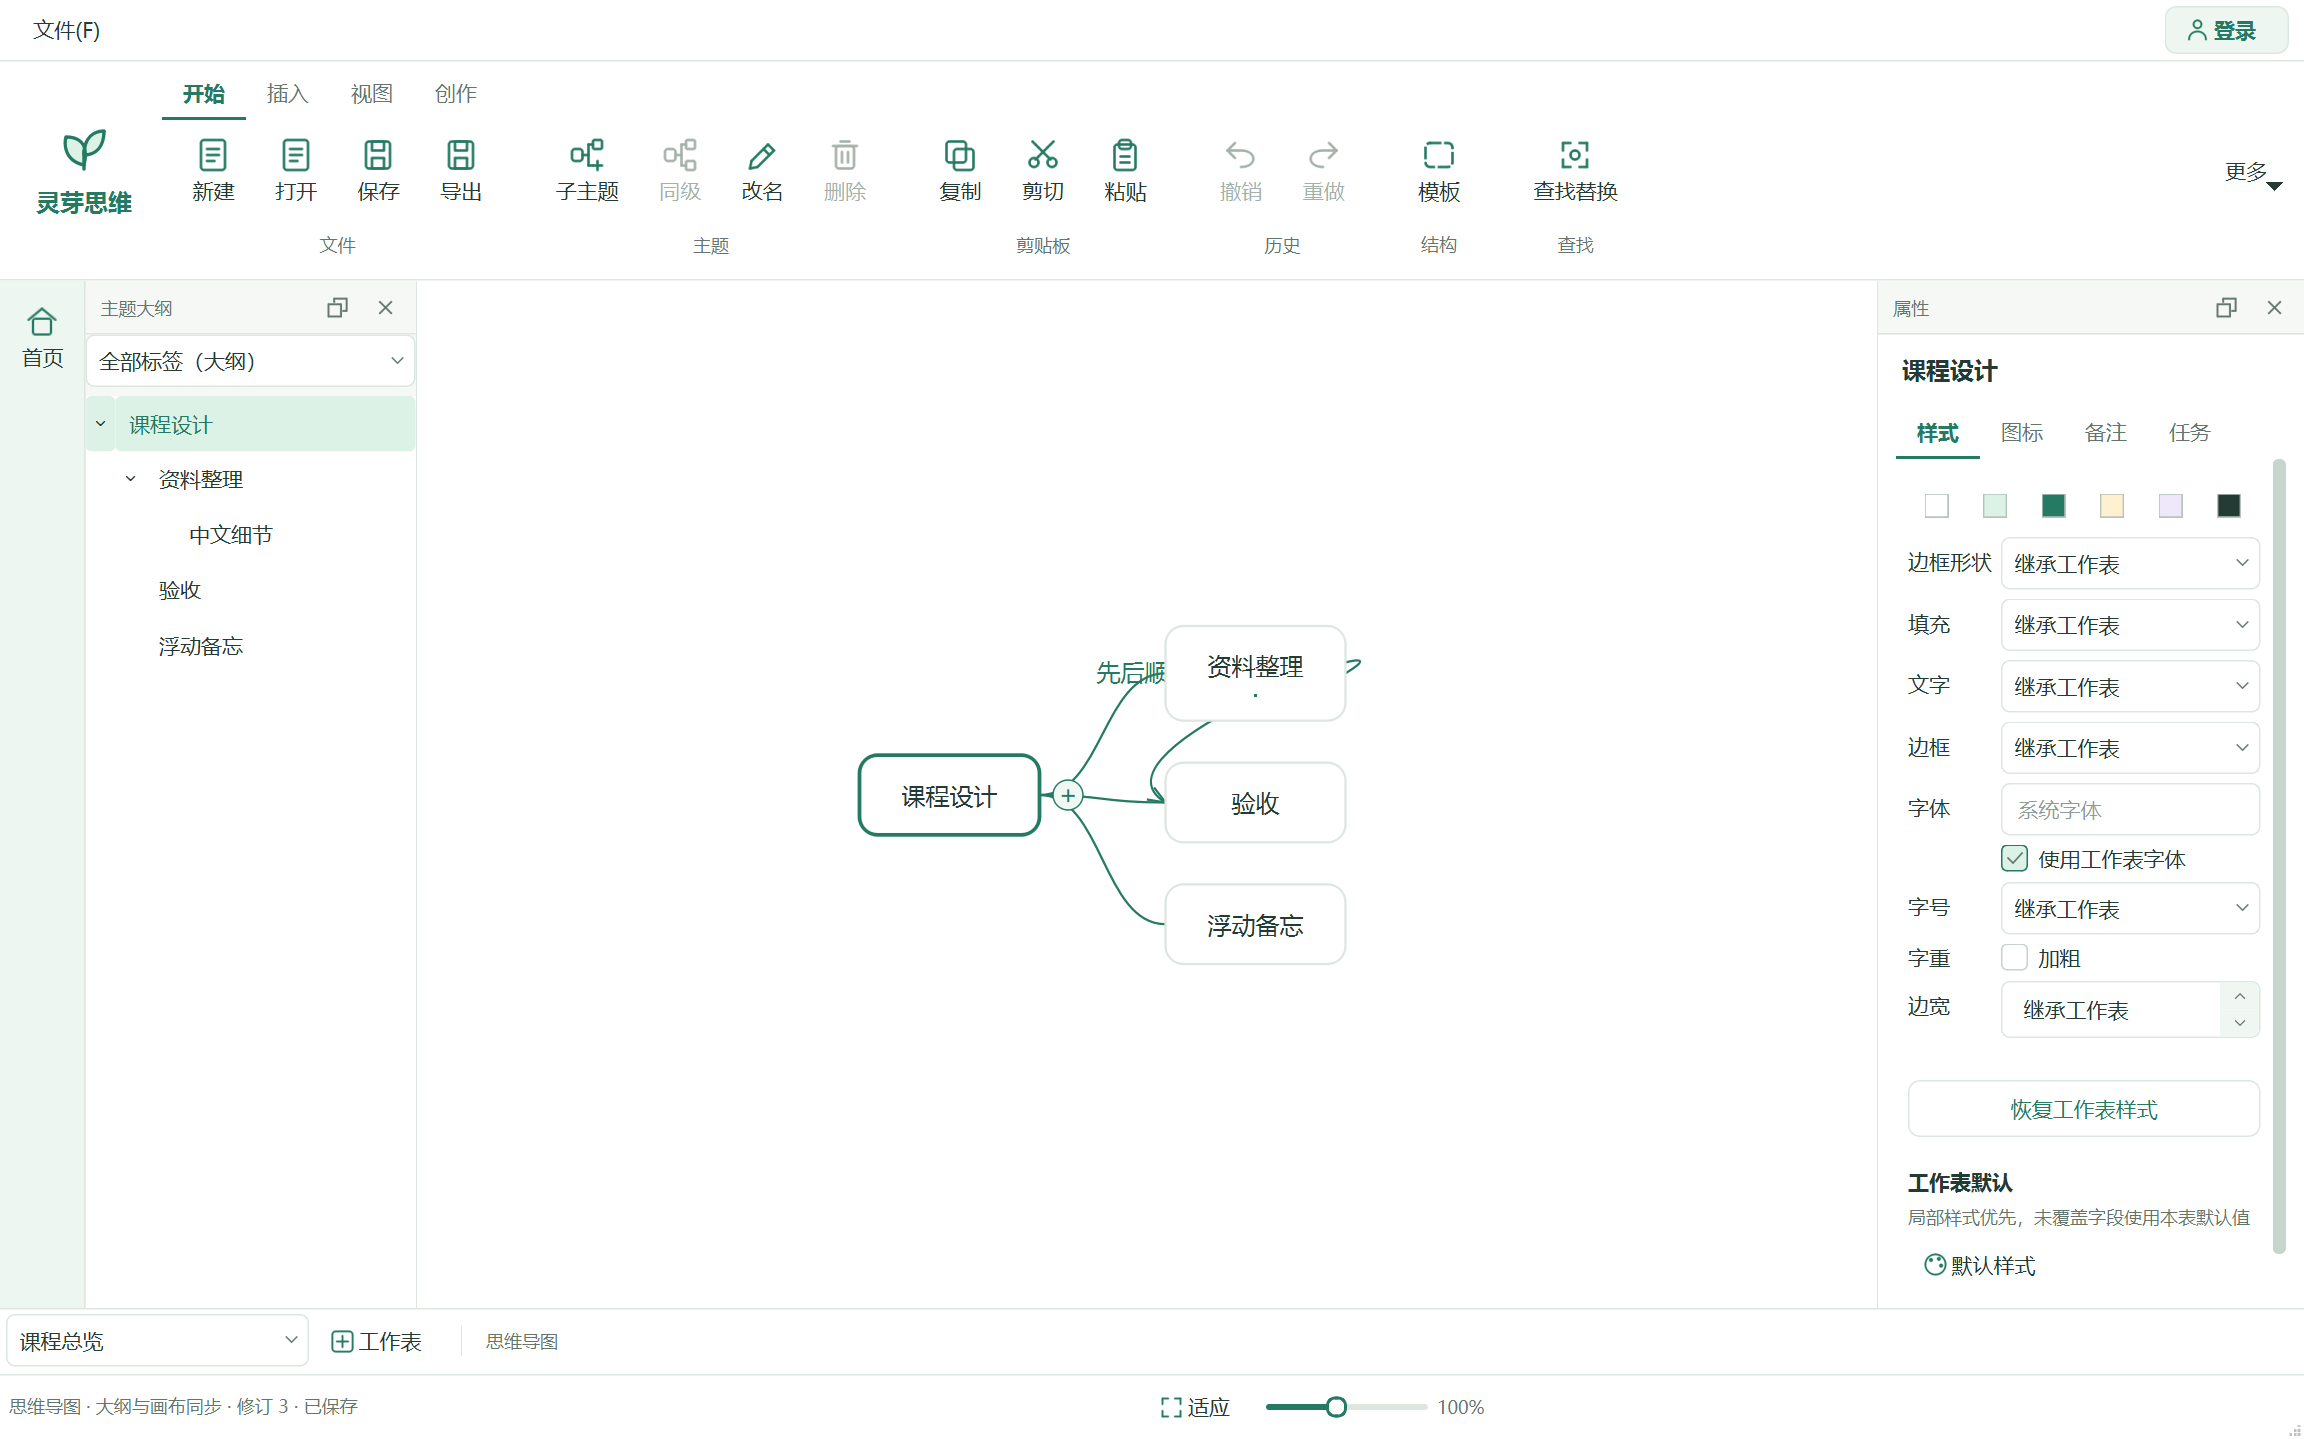 文件(F)
登录
开始 插入 视图 创作
灵芽思维
新建 打开 保存 导出 子主题 同级 改名 删除 复制 剪切 粘贴 撤销 重做 模板 查找替换
更多
文件 主题 剪贴板 历史 结构 查找
首页
主题大纲
全部标签（大纲）
课程设计
资料整理
中文细节
验收
浮动备忘
先后顺
资料整理
课程设计
验收
浮动备忘
属性
课程设计
样式 图标 备注 任务
边框形状 继承工作表
填充 继承工作表
文字 继承工作表
边框 继承工作表
字体 系统字体
使用工作表字体
字号 继承工作表
字重 加粗
边宽 继承工作表
恢复工作表样式
工作表默认
局部样式优先，未覆盖字段使用本表默认值
默认样式
课程总览 工作表 思维导图
思维导图 · 大纲与画布同步 · 修订 3 · 已保存
适应 100%